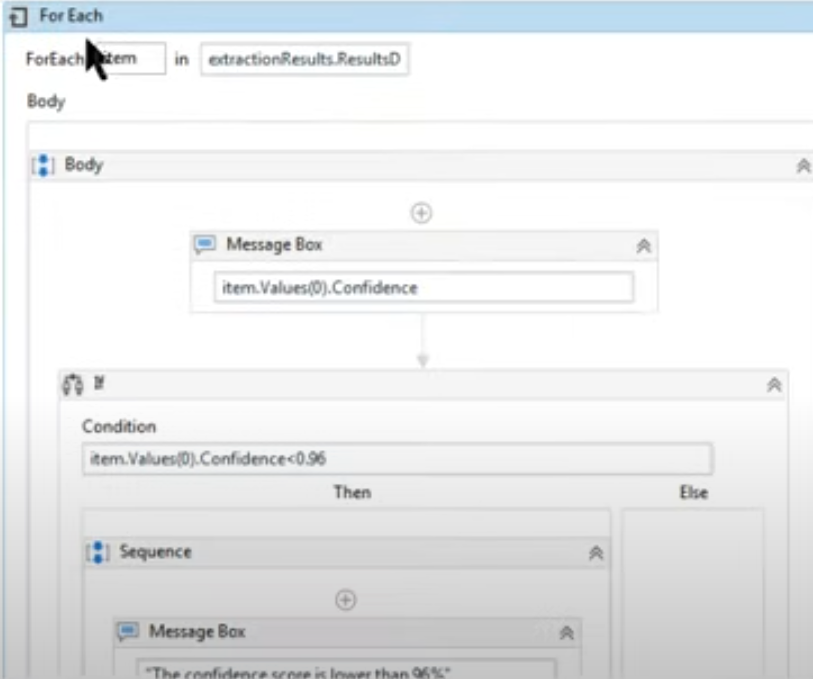 For Each
ForEach item in extractionResults.ResultsD
Body
Body
Message Box
item.Values(0).Confidence
If
Condition
item.Values(0).Confidence<0.96
Then Else
Sequence
Message Box
"The confidence score is lower than 96%"